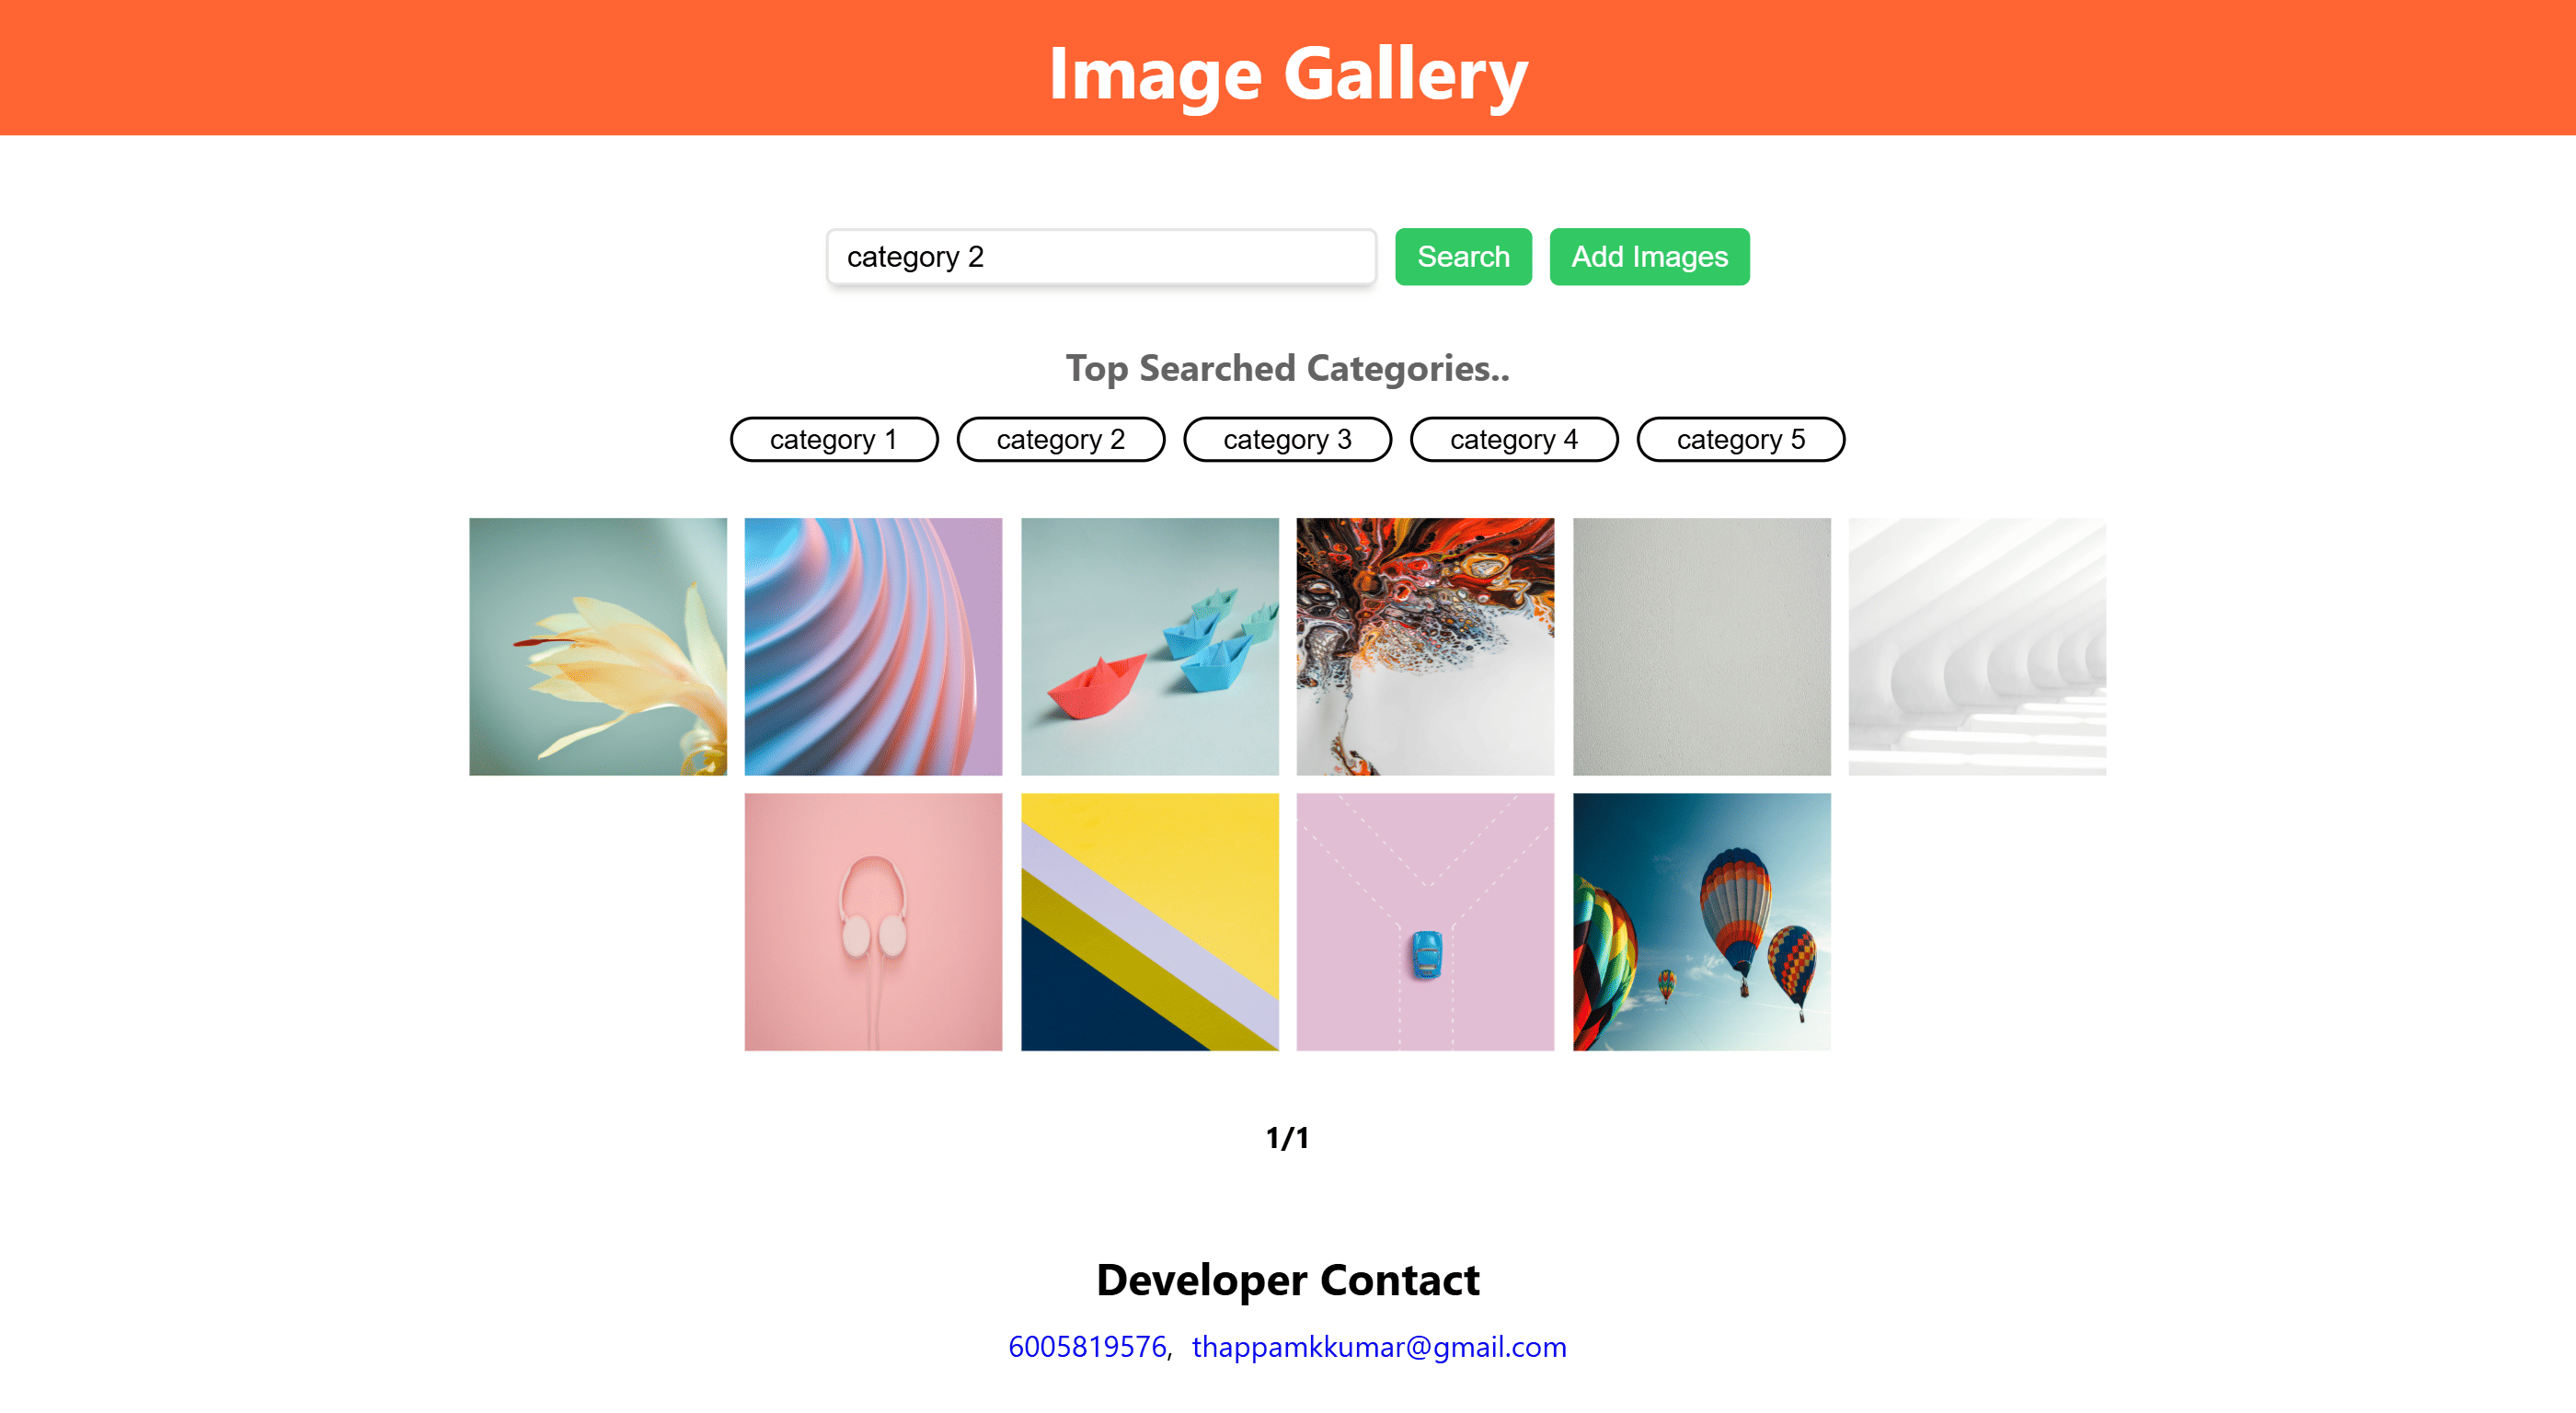 Image Gallery
category 2 Search Add Images
Top Searched Categories..
category 1 category 2 category 3 category 4 category 5
1/1
Developer Contact
6005819576, thappamkkumar@gmail.com